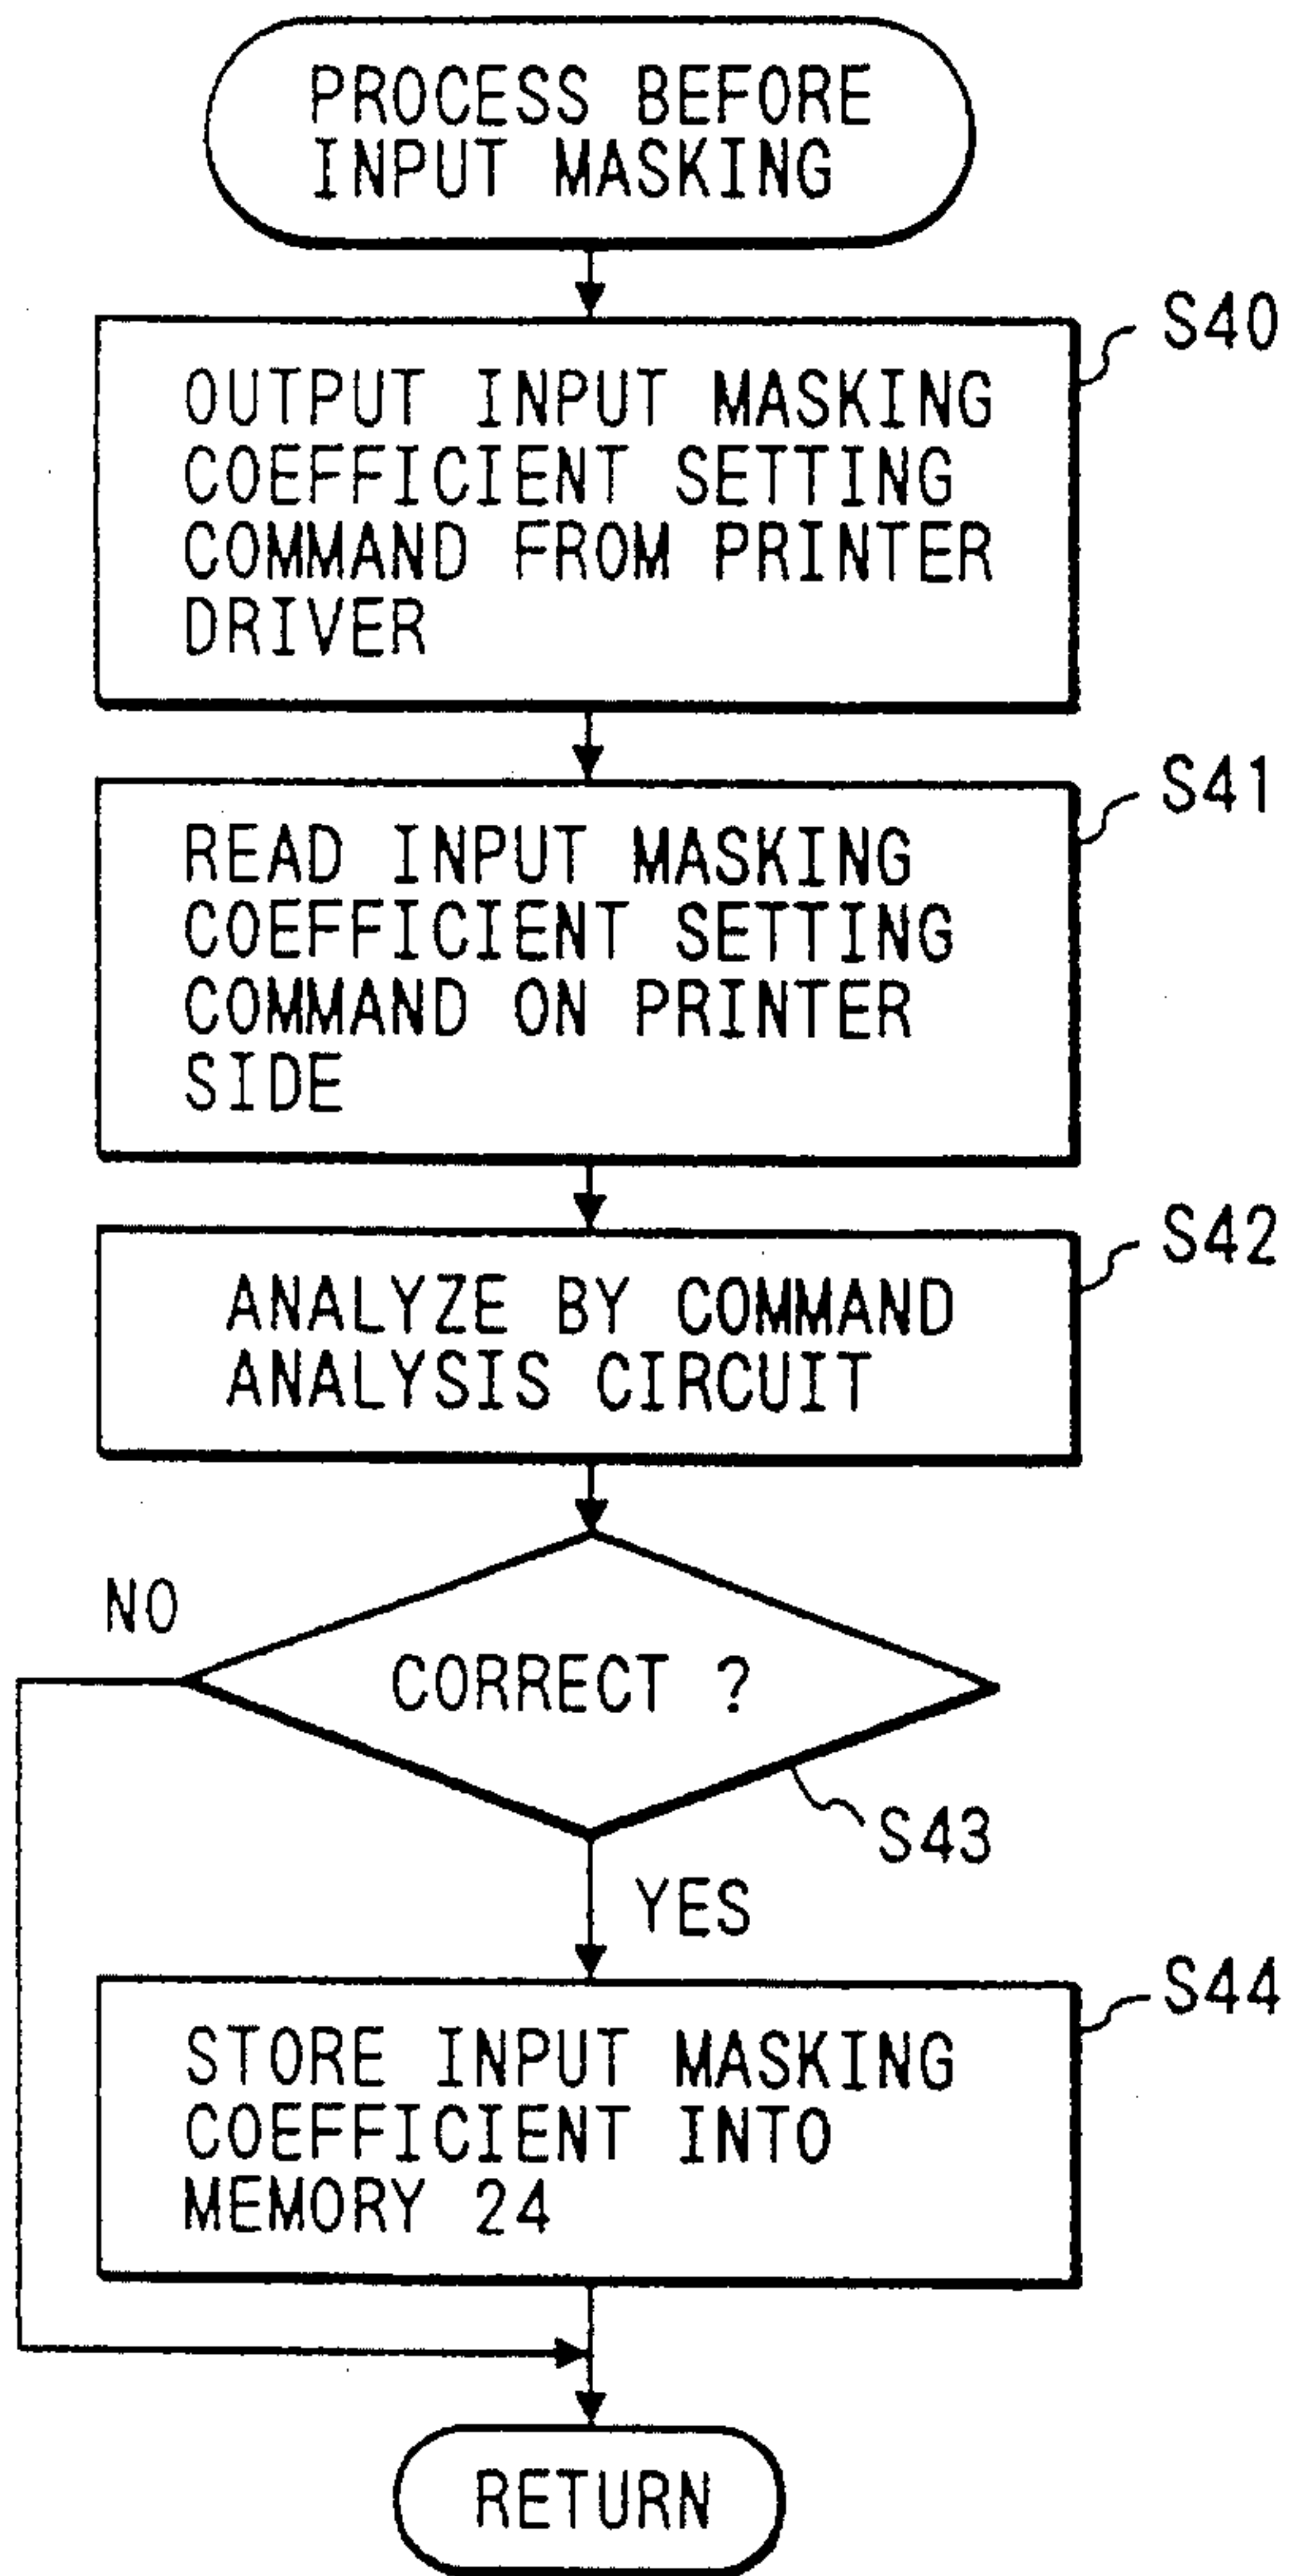 PROCESS BEFORE
INPUT MASKING
S40
OUTPUT INPUT MASKING
COEFFICIENT SETTING
COMMAND FROM PRINTER
DRIVER
S41
READ INPUT MASKING
COEFFICIENT SETTING
COMMAND ON PRINTER
SIDE
S42
ANALYZE BY COMMAND
ANALYSIS CIRCUIT
NO
CORRECT ?
S43
YES
S44
STORE INPUT MASKING
COEFFICIENT INTO
MEMORY 24
RETURN